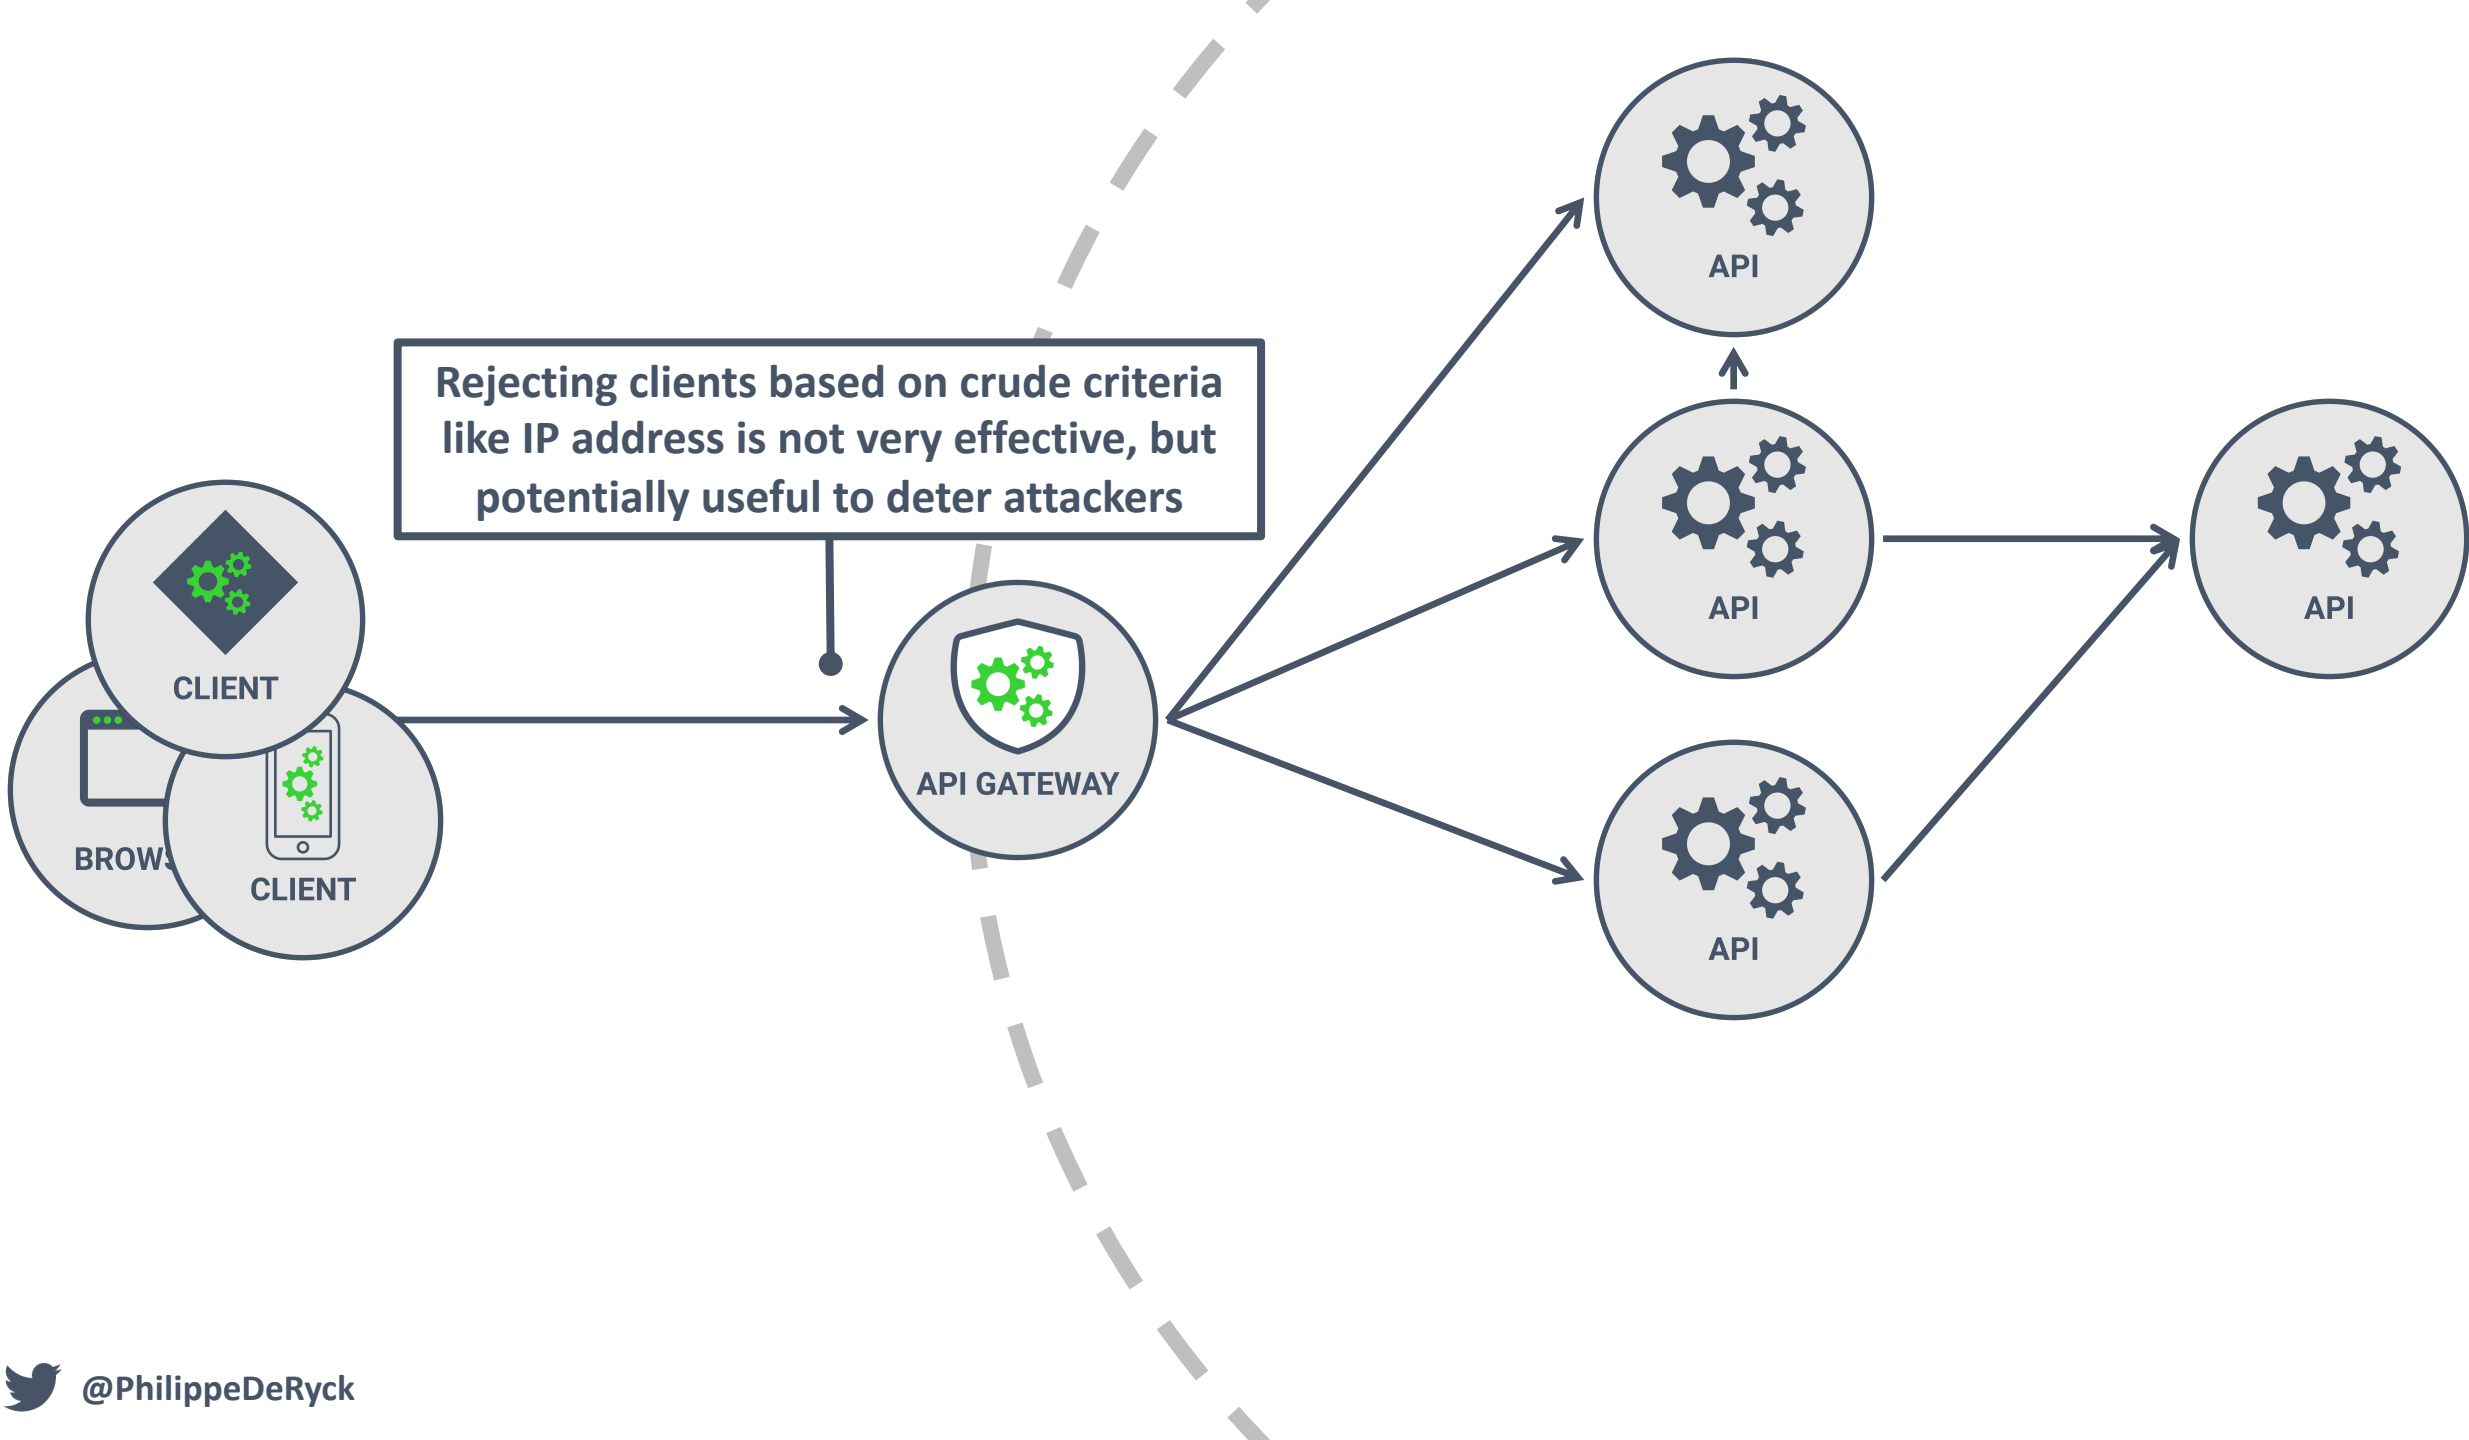 API
Rejecting clients based on crude criteria
like IP address is not very effective, but
potentially useful to deter attackers
API
API
CLIENT
API GATEWAY
BROWS
CLIENT
API
@PhilippeDeRyck